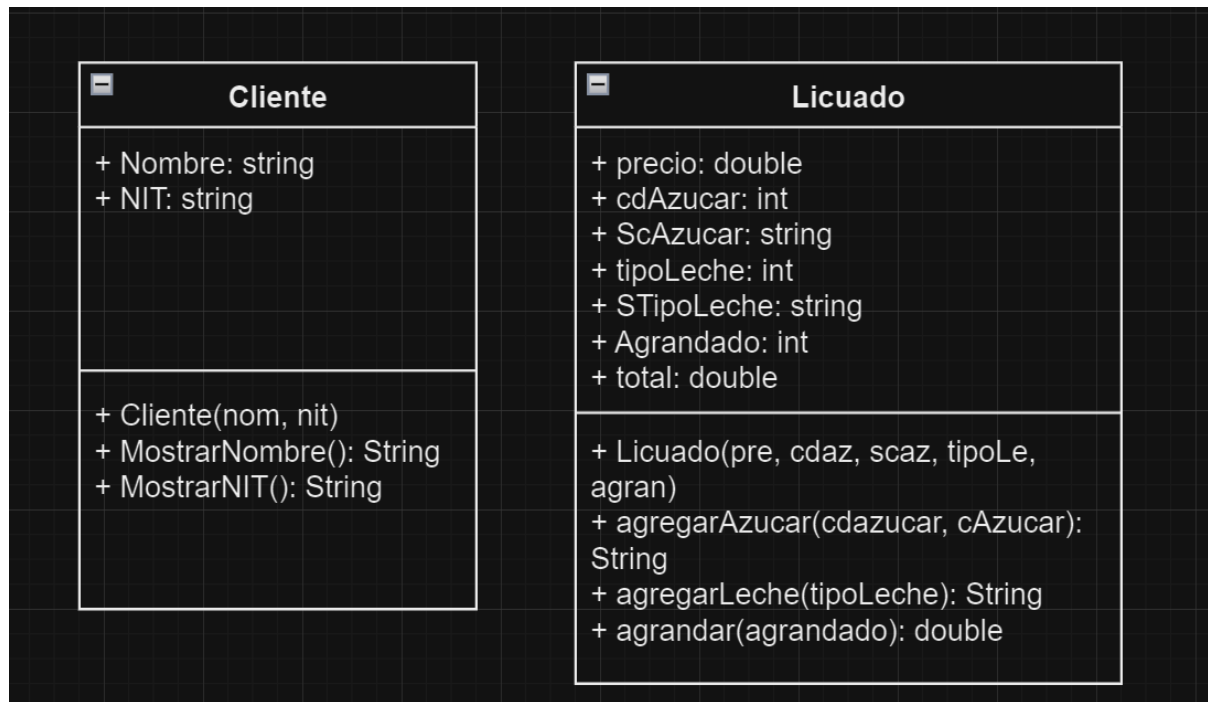 Cliente
+ Nombre: string
+ NIT: string
+ Cliente(nom, nit)
+ MostrarNombre(): String
+ MostrarNIT(): String
Licuado
+ precio: double
+ cdAzucar: int
+ ScAzucar: string
+ tipoLeche: int
+ STipoLeche: string
+ Agrandado: int
+ total: double
+ Licuado(pre, cdaz, scaz, tipoLe,
agran)
+ agregarAzucar(cdazucar, cAzucar):
String
+ agregarLeche(tipoLeche): String
+ agrandar(agrandado): double